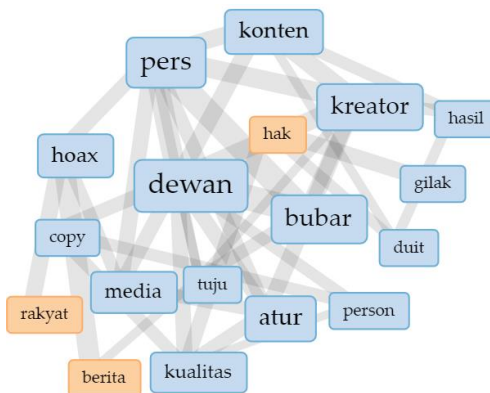 konten
pers
kreator
hasil
hak
hoax
dewan
gilak
bubar
copy
duit
media
tuju
rakyat
atur
person
berita
kualitas